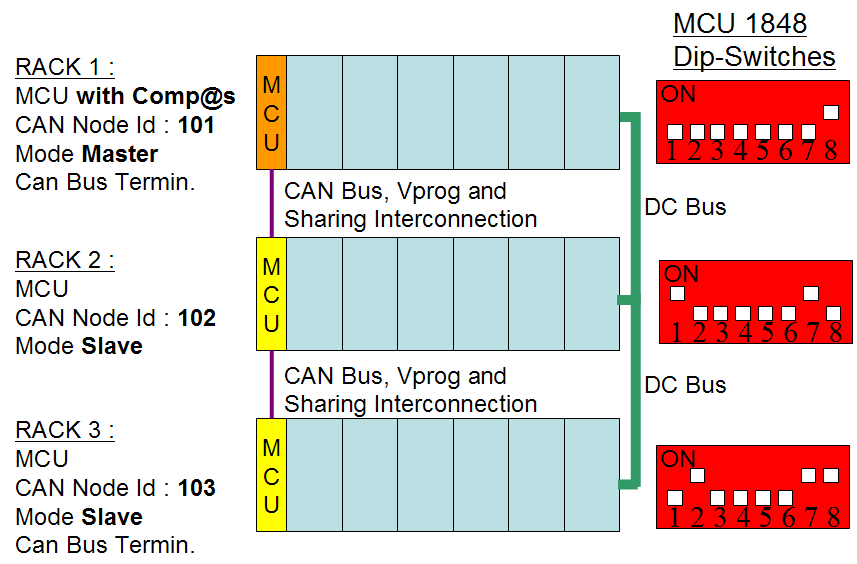 MCU 1848
Dip-Switches
RACK 1 :
MCU with Comp@s
CAN Node Id : 101
Mode Master
Can Bus Termin.
M
C
U
ON
1 2 3 4 5 6 7 8
CAN Bus, Vprog and
Sharing Interconnection
DC Bus
RACK 2 :
MCU
CAN Node Id : 102
Mode Slave
M
C
U
ON
1 2 3 4 5 6 7 8
CAN Bus, Vprog and
Sharing Interconnection
DC Bus
RACK 3 :
MCU
CAN Node Id : 103
Mode Slave
Can Bus Termin.
M
C
U
ON
1 2 3 4 5 6 7 8